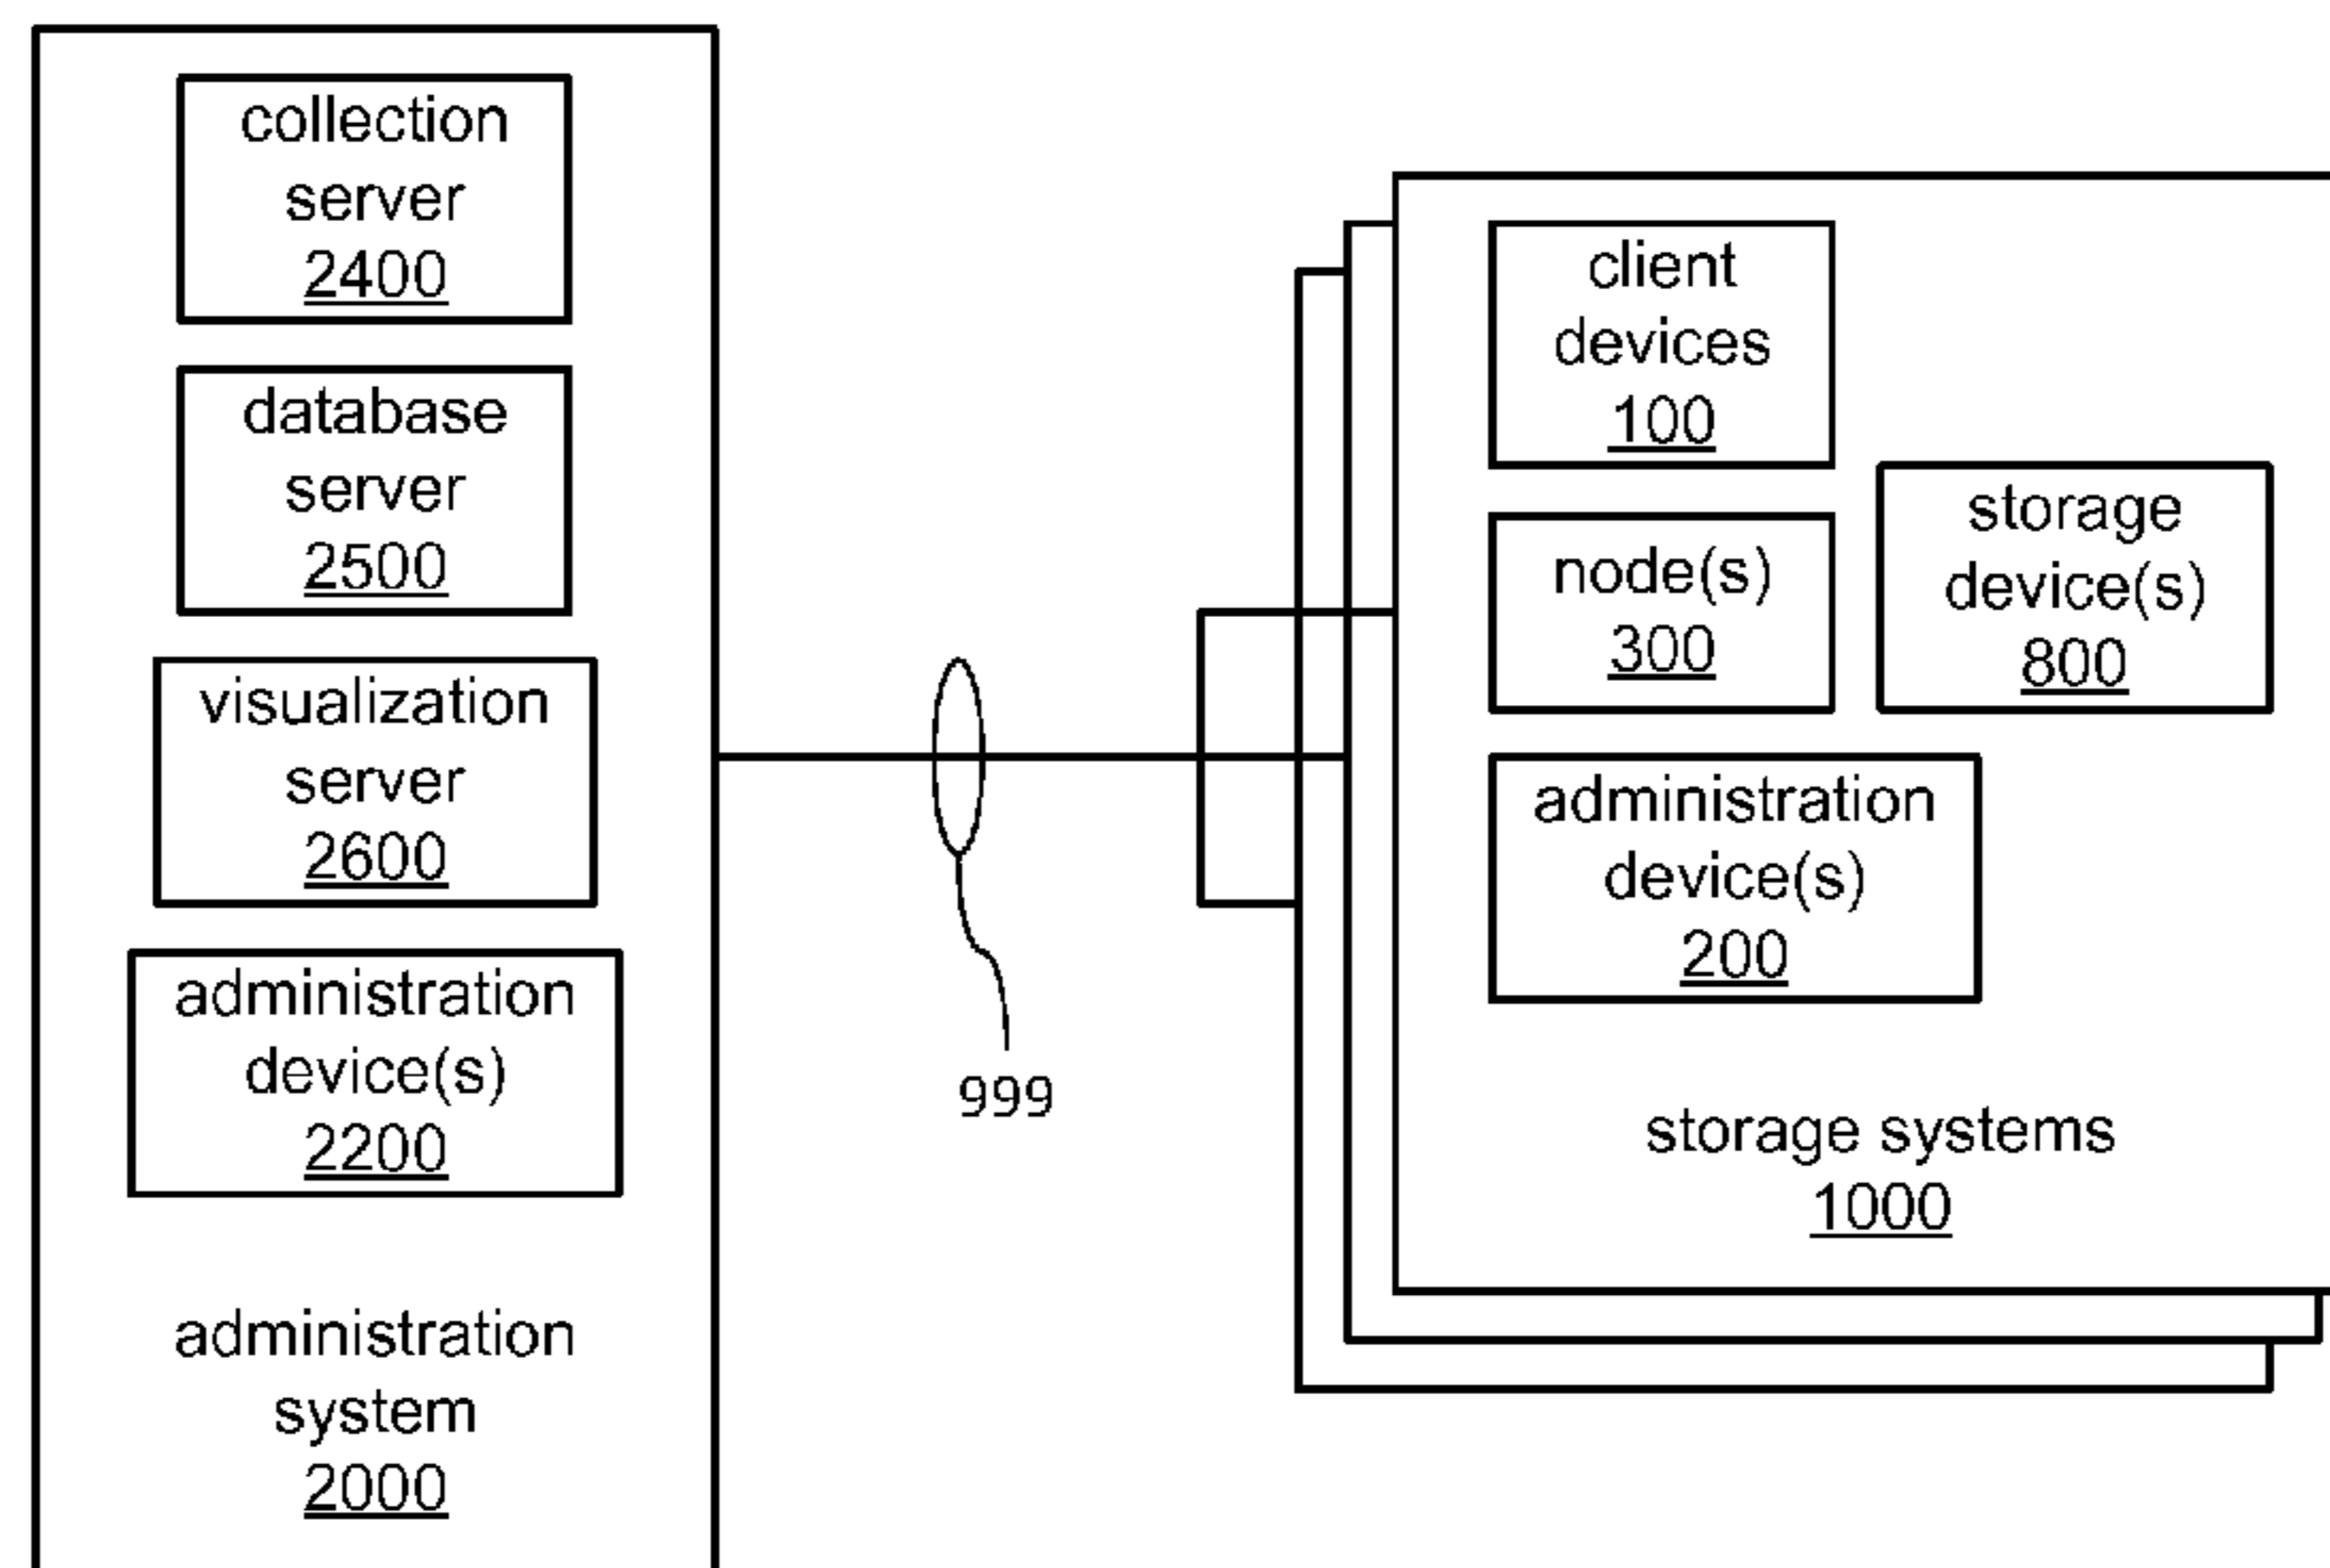 collection
server
2400
database
server
2500
visualization
server
2600
administration
device(s)
2200
administration
system
2000
999
client
devices
100
node(s)
300
storage
device(s)
800
administration
device(s)
200
storage systems
1000